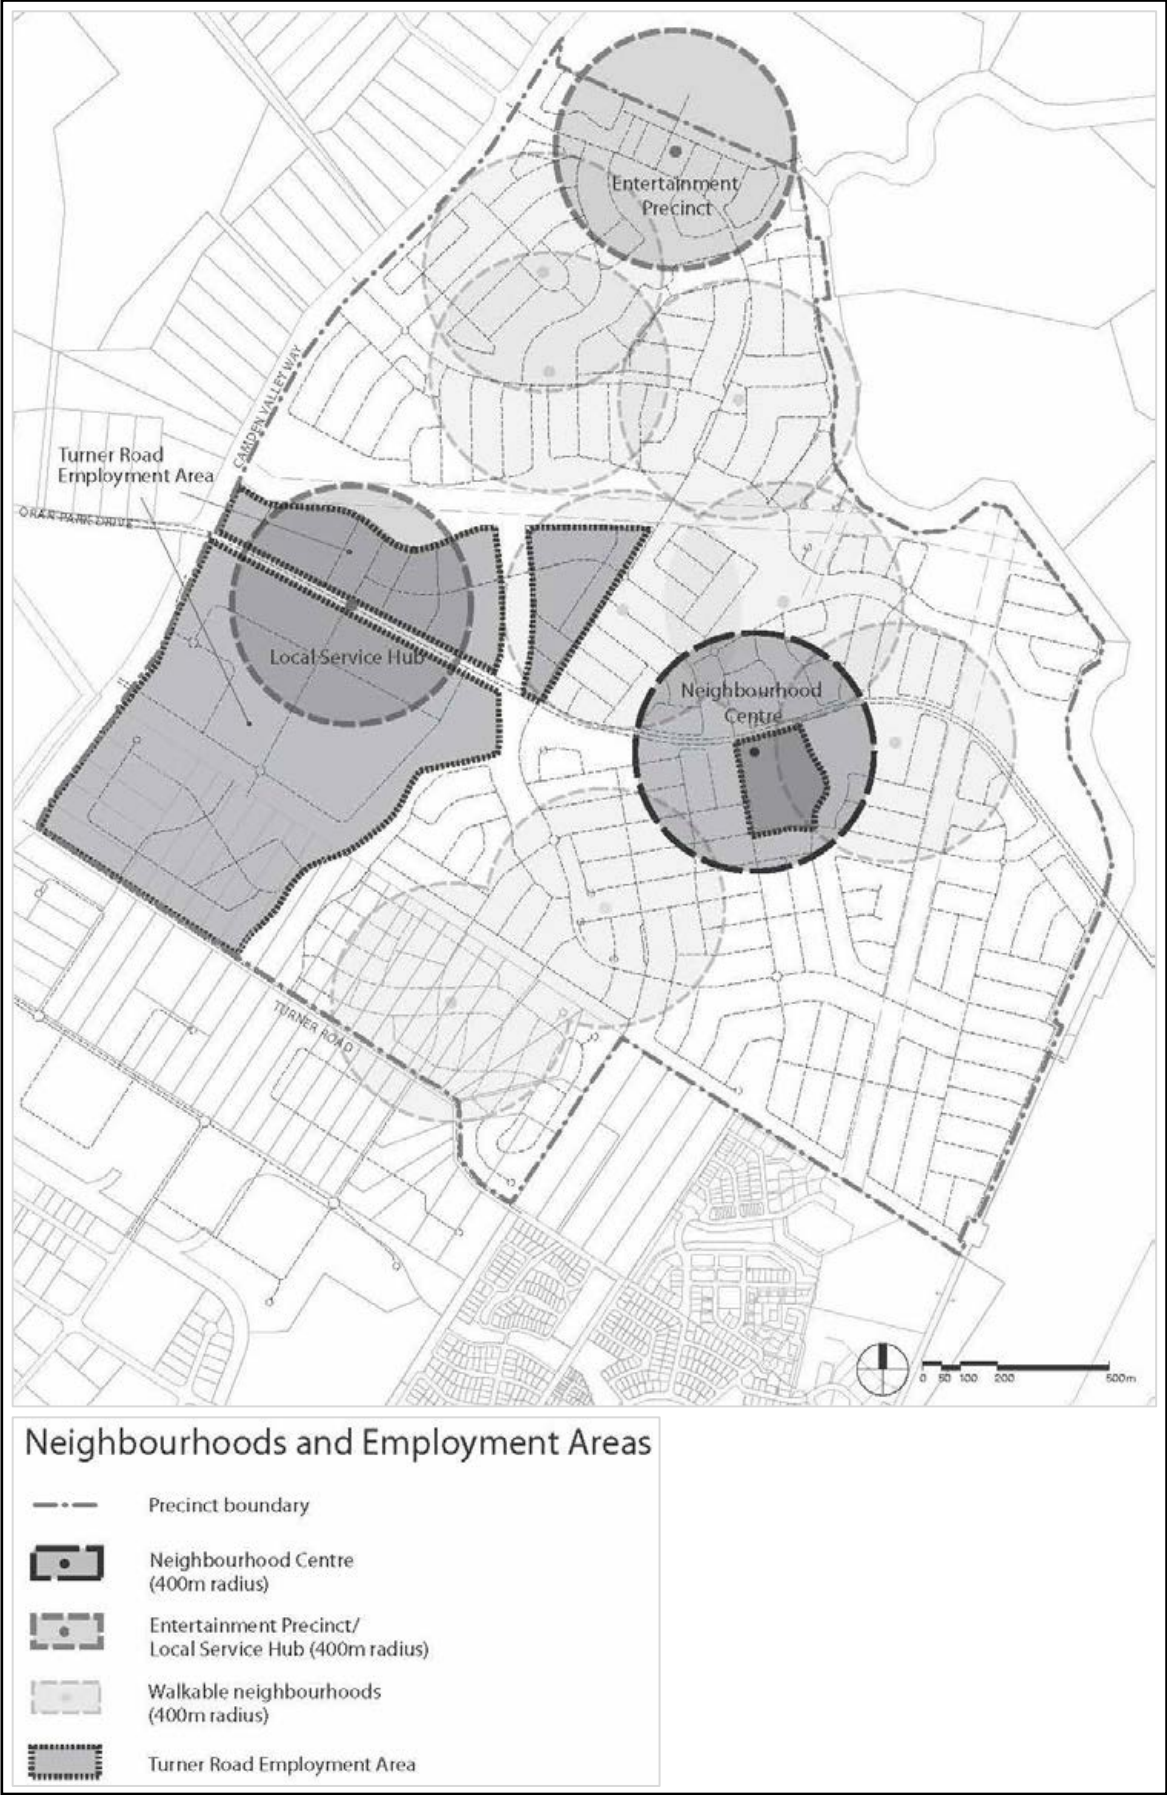 Entertainment
Precinct
CAMDEN VALLEY WAY
Turner Road
Employment Area
ORAN PARK DRIVE
Local Service Hub
Neighbourhood
Centre
TURNER ROAD
0 50 100 200 500m
Neighbourhoods and Employment Areas
Precinct boundary
Neighbourhood Centre
(400m radius)
Entertainment Precinct/
Local Service Hub (400m radius)
Walkable neighbourhoods
(400m radius)
Turner Road Employment Area